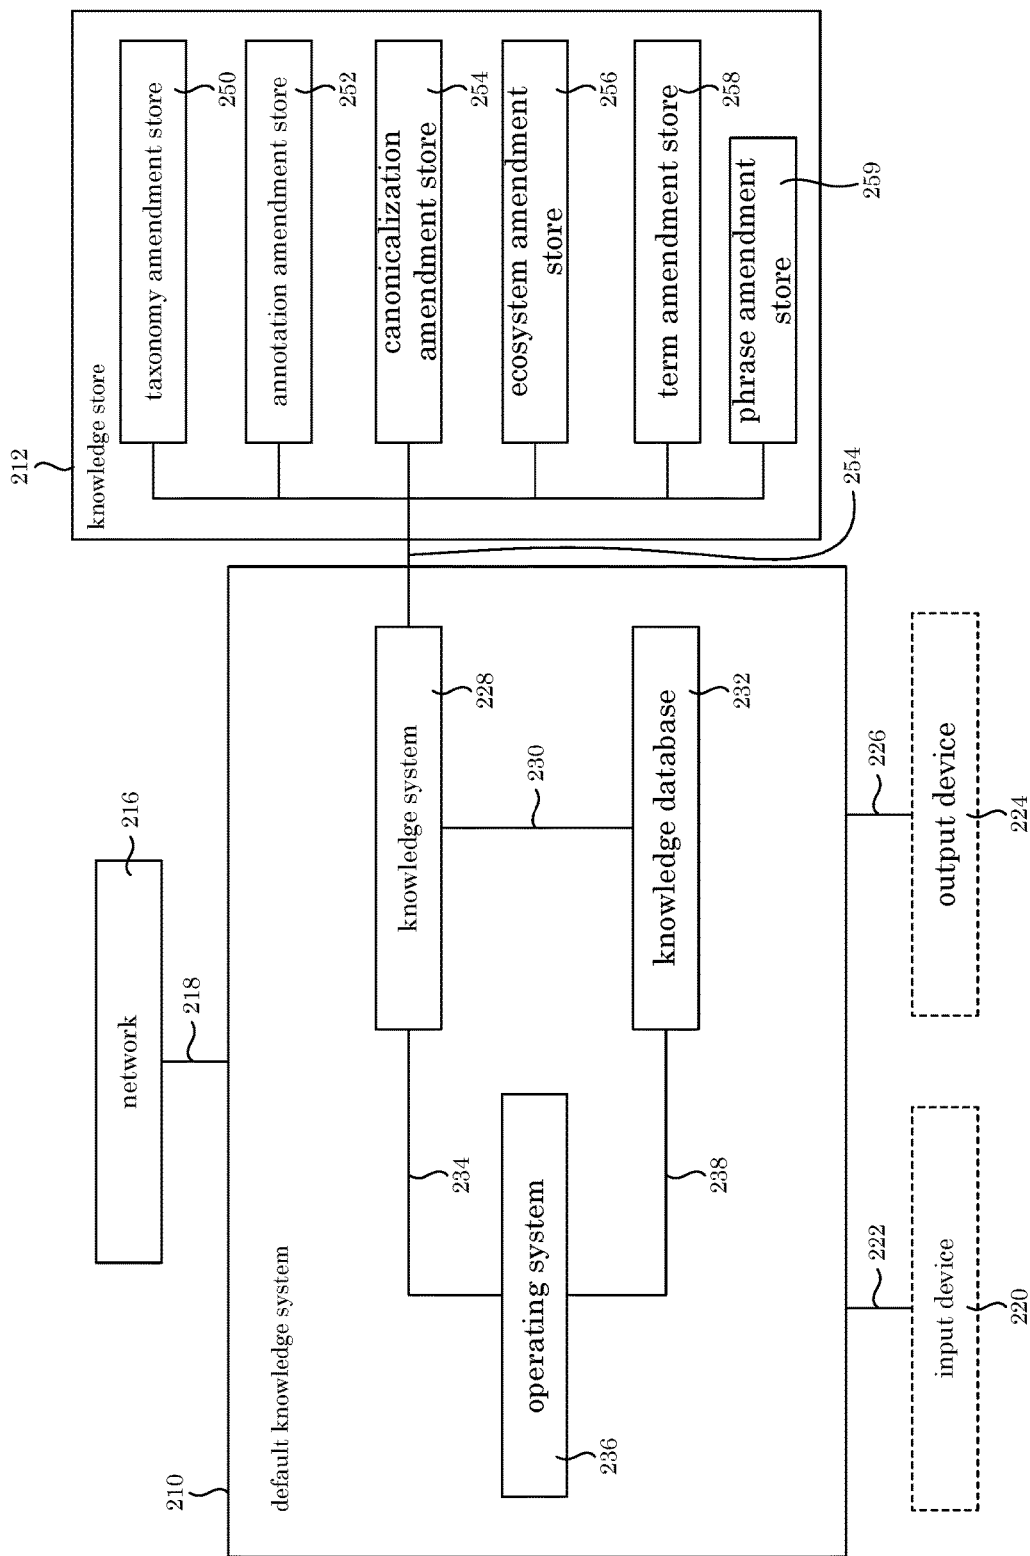 212
knowledge store
taxonomy amendment store
250
annotation amendment store
252
canonicalization
amendment store
254
ecosystem amendment
store
256
term amendment store
258
phrase amendment
store
259
254
network
216
218
210
default knowledge system
knowledge system
228
230
knowledge database
232
234
operating system
236
238
input device
220
222
output device
224
226